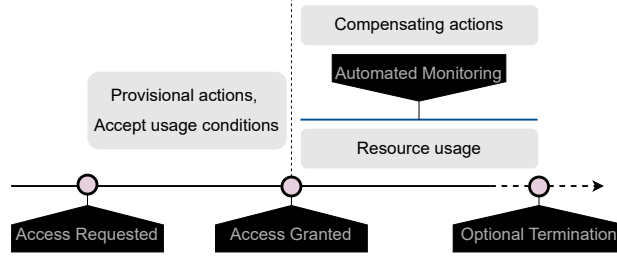 Compensating actions
Automated Monitoring
Provisional actions,
Accept usage conditions
Resource usage
Access Requested
Access Granted
Optional Termination